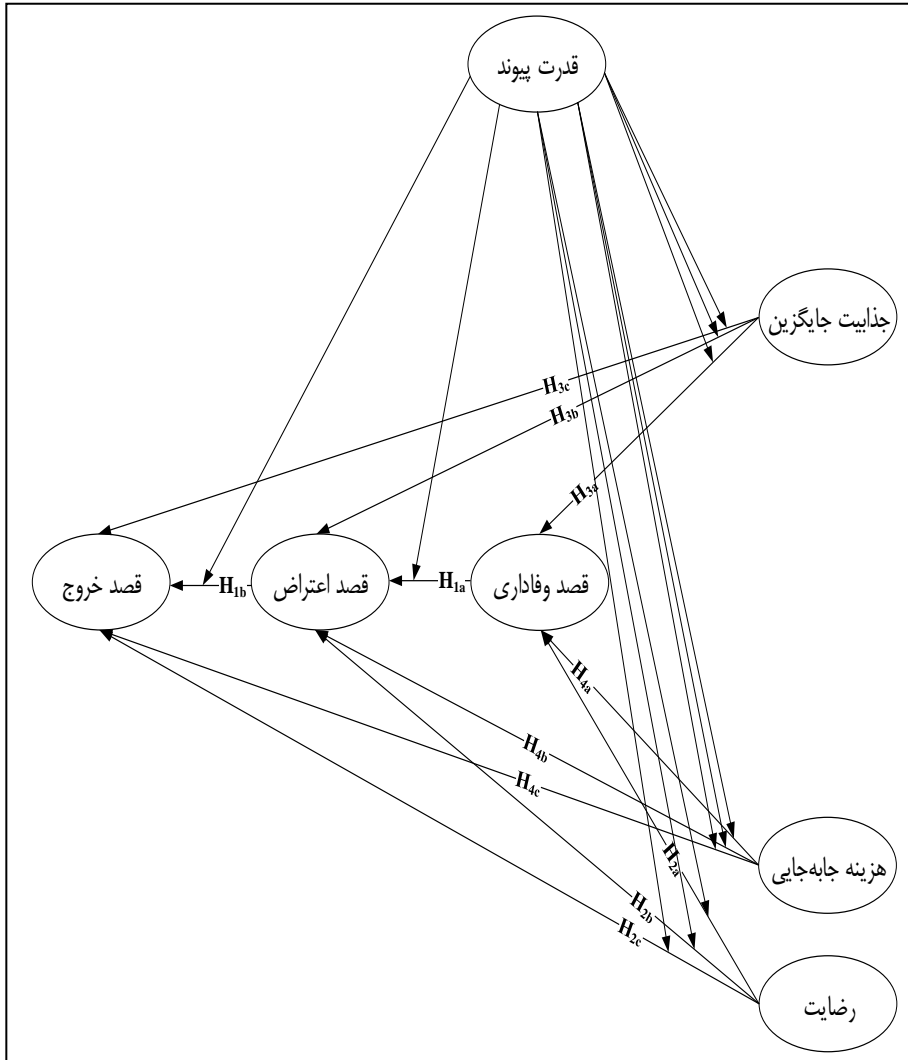 قدرت پیوند
جذابیت جایگزین
H3c
H3b
H3a
قصد وفاداری
H1a
قصد اعتراض
H1b
قصد خروج
H4a
H4b
H4c
هزینه جابه‌جایی
H2a
H2b
H2c
رضایت